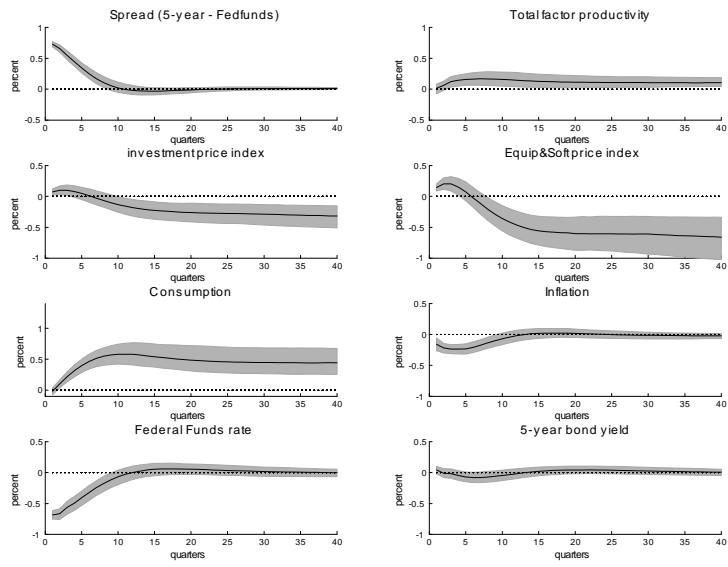 Spread (5-year - Fedfunds)
percent
1
0.5
0
-0.5
0 5 10 15 20 25 30 35 40
quarters
Total factor productivity
percent
1
0.5
0
-0.5
0 5 10 15 20 25 30 35 40
quarters
investment price index
percent
0.5
0
-0.5
-1
0 5 10 15 20 25 30 35 40
quarters
Equip&Soft price index
percent
0.5
0
-0.5
-1
0 5 10 15 20 25 30 35 40
quarters
Consumption
percent
1
0.5
0
0 5 10 15 20 25 30 35 40
quarters
Inflation
percent
0.5
0
-0.5
-1
0 5 10 15 20 25 30 35 40
quarters
Federal Funds rate
percent
0.5
0
-0.5
-1
0 5 10 15 20 25 30 35 40
quarters
5-year bond yield
percent
0.5
0
-0.5
-1
0 5 10 15 20 25 30 35 40
quarters